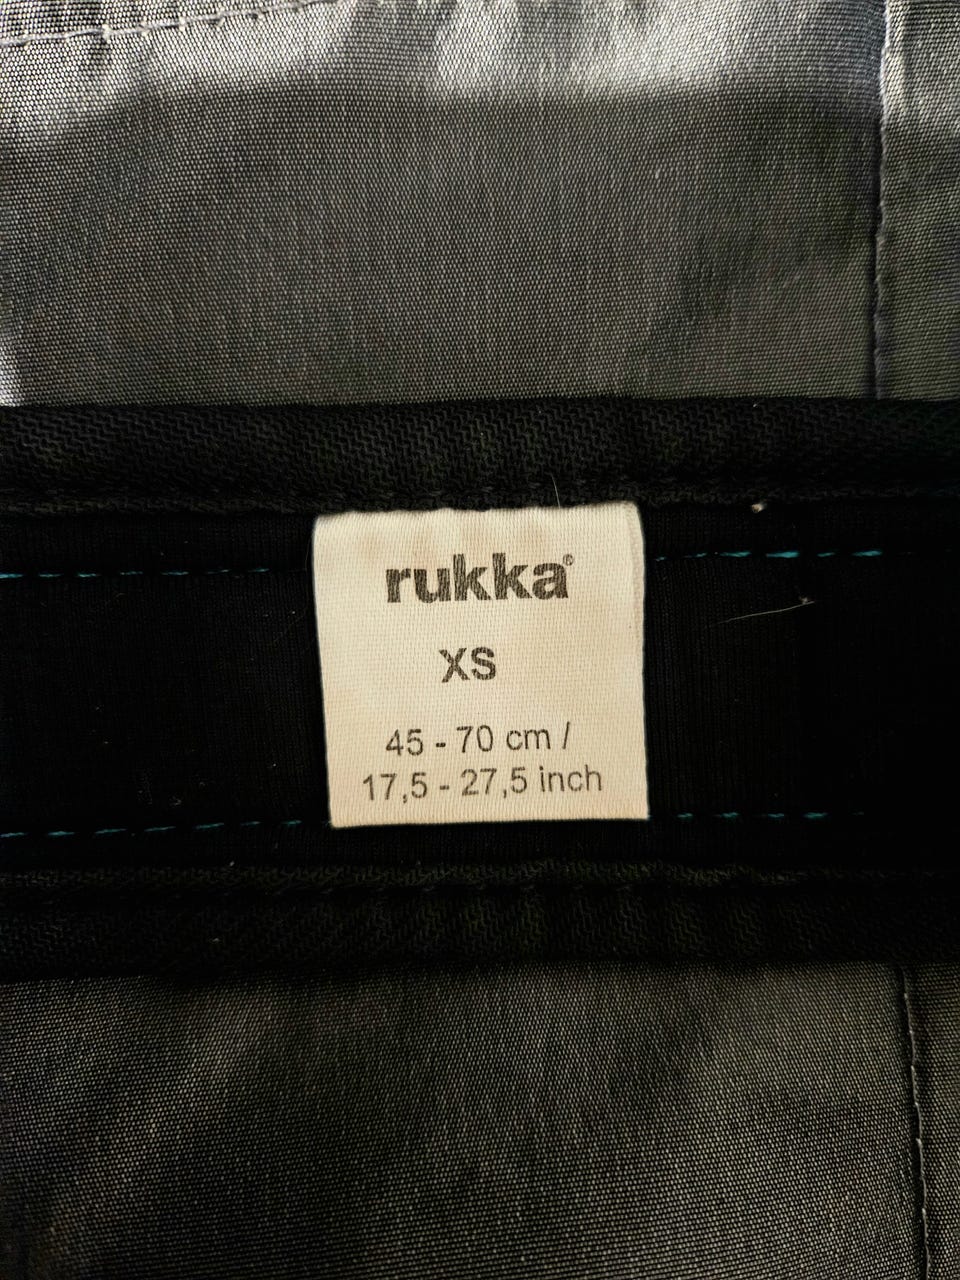 rukka®
XS
45 - 70 cm /
17,5 - 27,5 inch